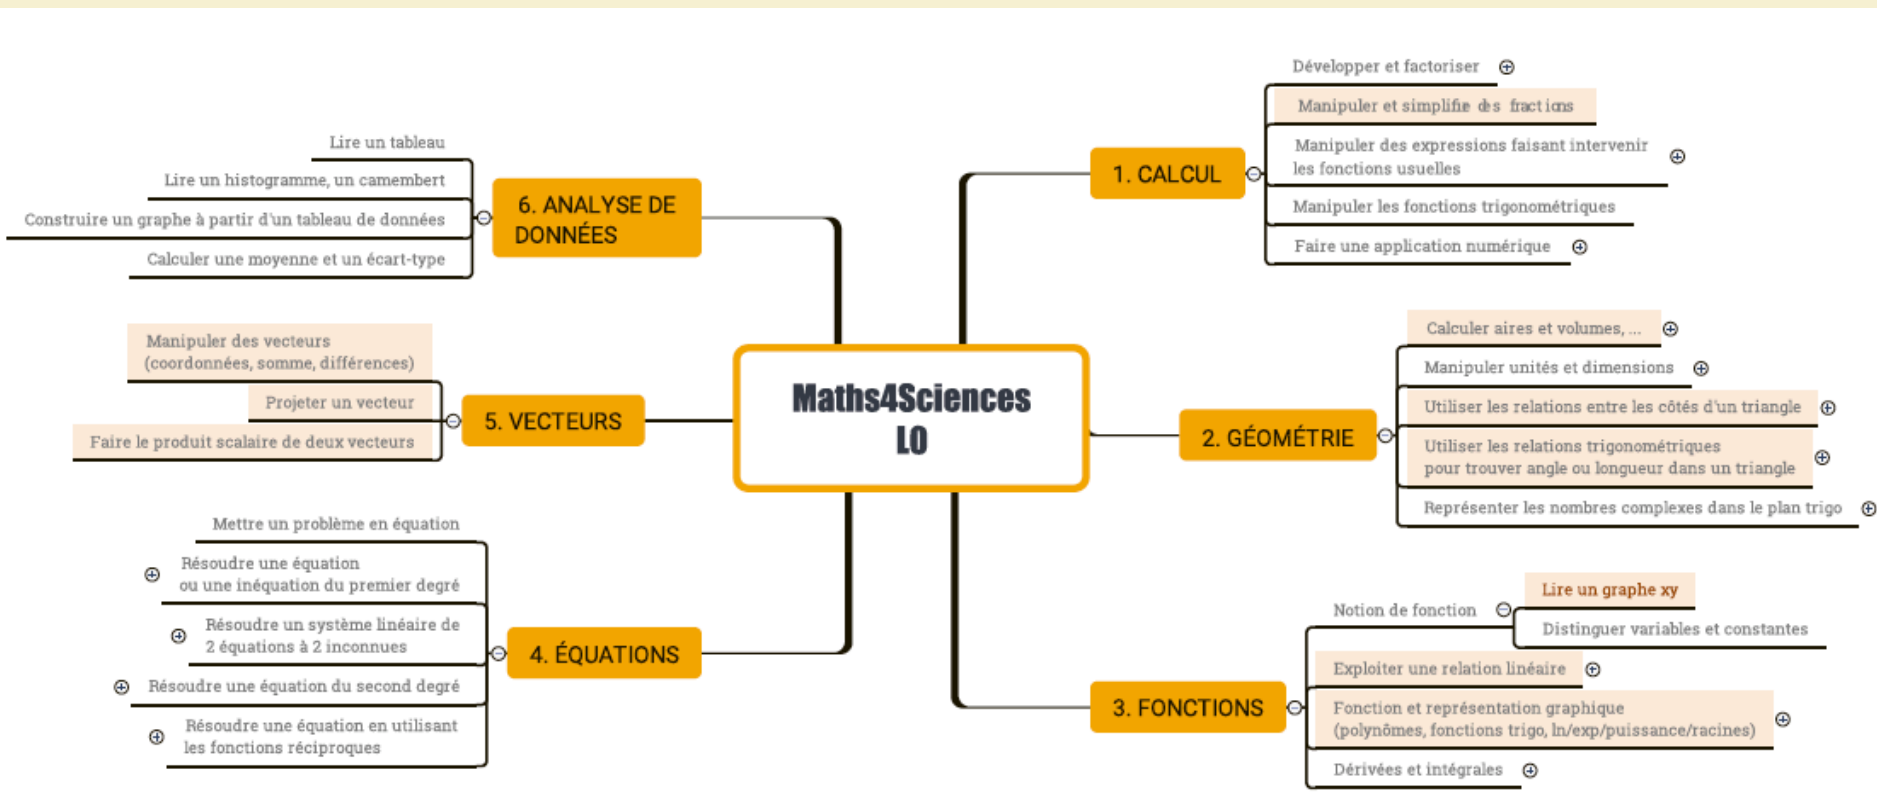 Maths4Sciences
LO
1. CALCUL
Développer et factoriser
Manipuler et simplifie des fractions
Manipuler des expressions faisant intervenir
les fonctions usuelles
Manipuler les fonctions trigonométriques
Faire une application numérique
2. GÉOMÉTRIE
Calculer aires et volumes, ...
Manipuler unités et dimensions
Utiliser les relations entre les côtés d'un triangle
Utiliser les relations trigonométriques
pour trouver angle ou longueur dans un triangle
Représenter les nombres complexes dans le plan trigo
3. FONCTIONS
Notion de fonction
Lire un graphe xy
Distinguer variables et constantes
Exploiter une relation linéaire
Fonction et représentation graphique
(polynômes, fonctions trigo, ln/exp/puissance/racines)
Dérivées et intégrales
4. ÉQUATIONS
Mettre un problème en équation
Résoudre une équation
ou une inéquation du premier degré
Résoudre un système linéaire de
2 équations à 2 inconnues
Résoudre une équation du second degré
Résoudre une équation en utilisant
les fonctions réciproques
5. VECTEURS
Manipuler des vecteurs
(coordonnées, somme, différences)
Projeter un vecteur
Faire le produit scalaire de deux vecteurs
6. ANALYSE DE
DONNÉES
Lire un tableau
Lire un histogramme, un camembert
Construire un graphe à partir d'un tableau de données
Calculer une moyenne et un écart-type